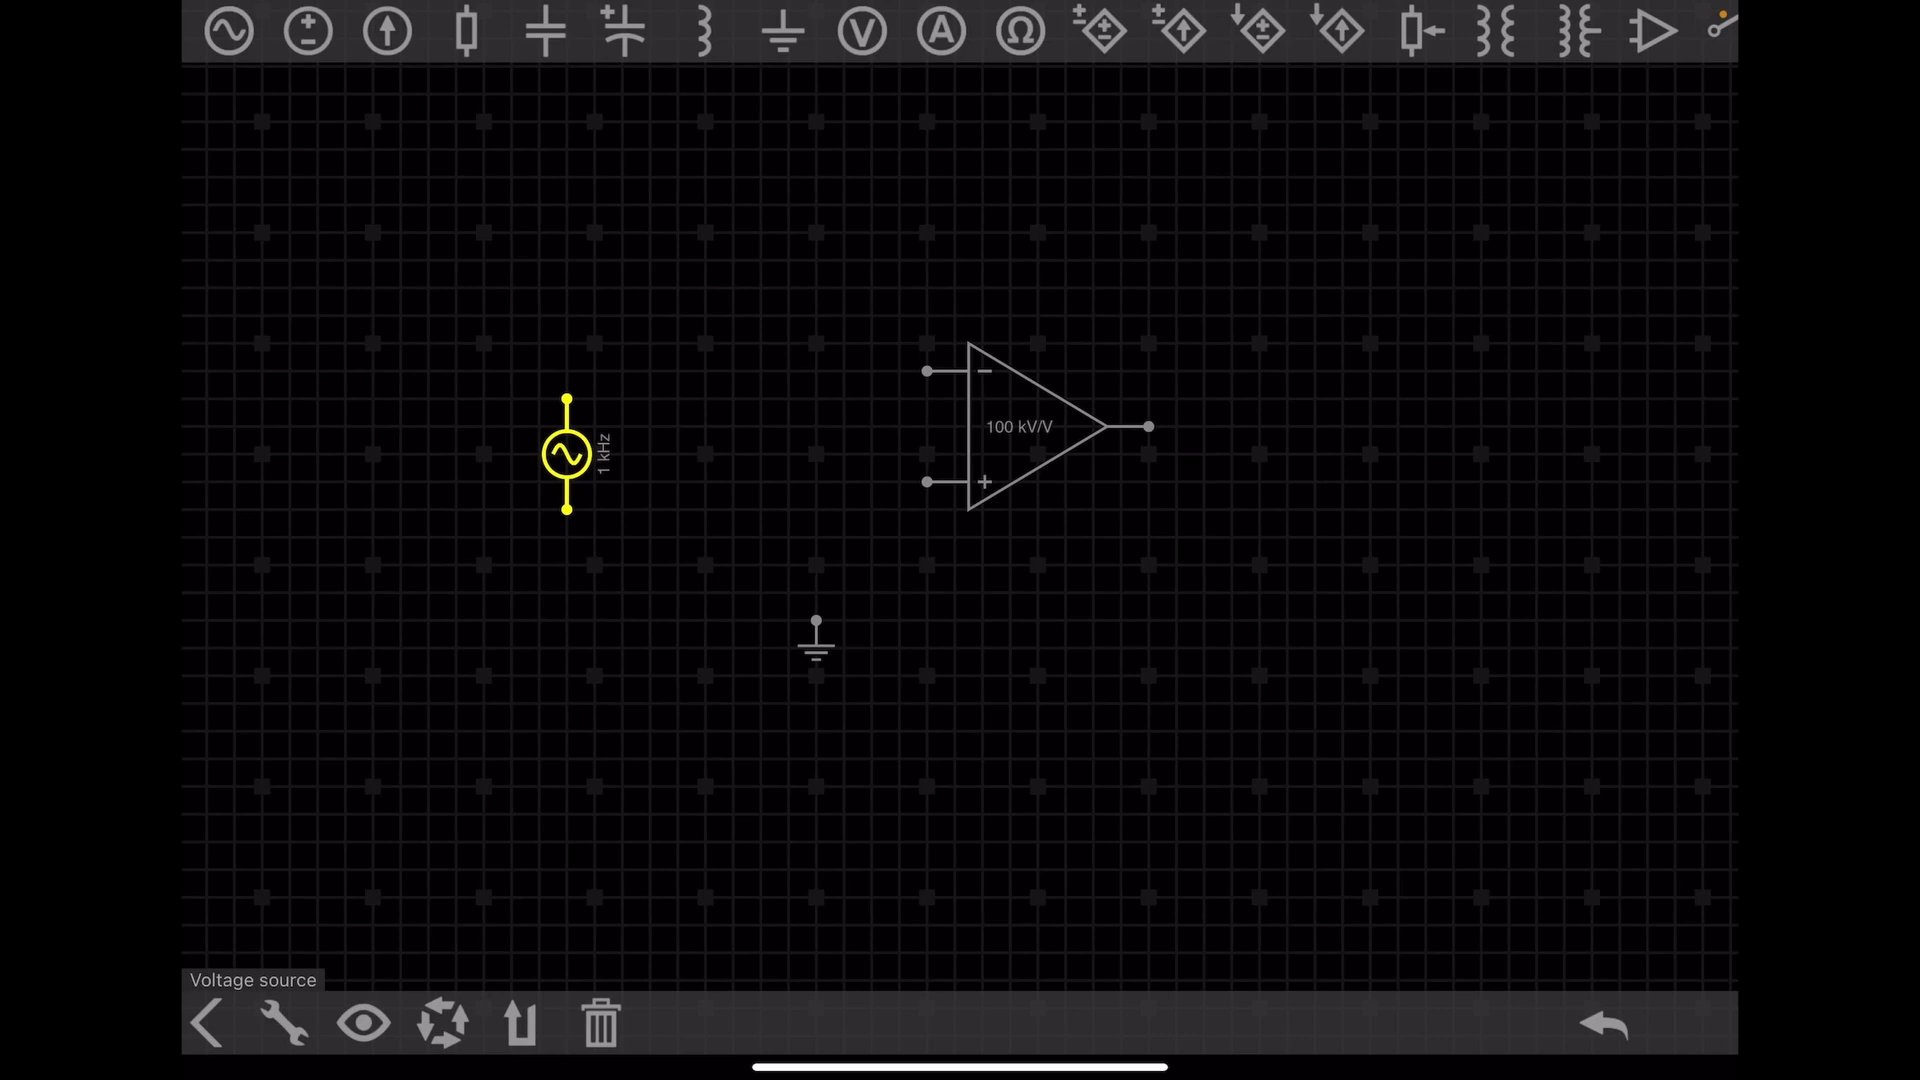 V
A
Ω
1 kHz
100 kV/V
Voltage source